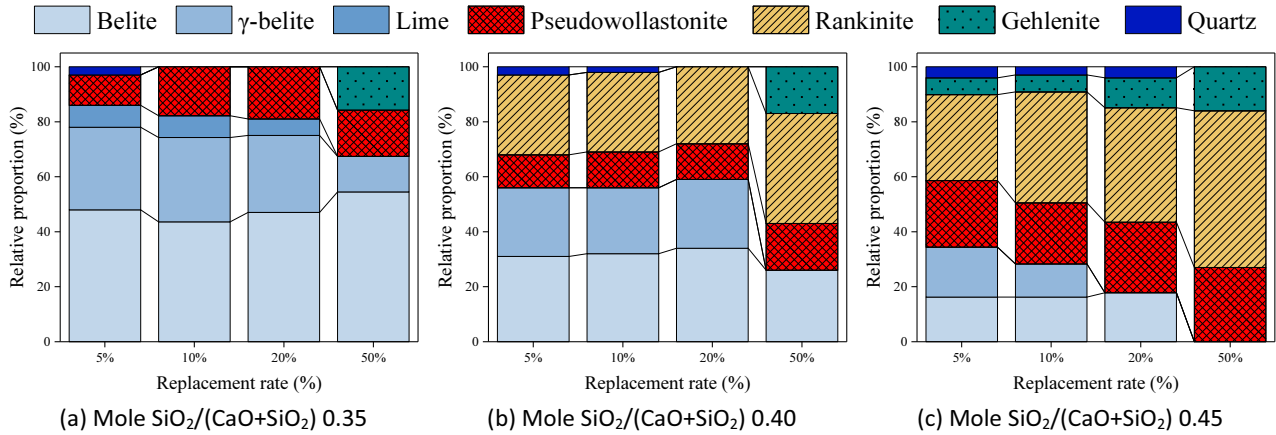 Belite γ-belite Lime Pseudowollastonite Rankinite Gehlenite Quartz
Relative proportion (%)
100
80
60
40
20
0
5% 10% 20% 50%
Replacement rate (%)
(a) Mole SiO₂/(CaO+SiO₂) 0.35
Relative proportion (%)
100
80
60
40
20
0
5% 10% 20% 50%
Replacement rate (%)
(b) Mole SiO₂/(CaO+SiO₂) 0.40
Relative proportion (%)
100
80
60
40
20
0
5% 10% 20% 50%
Replacement rate (%)
(c) Mole SiO₂/(CaO+SiO₂) 0.45